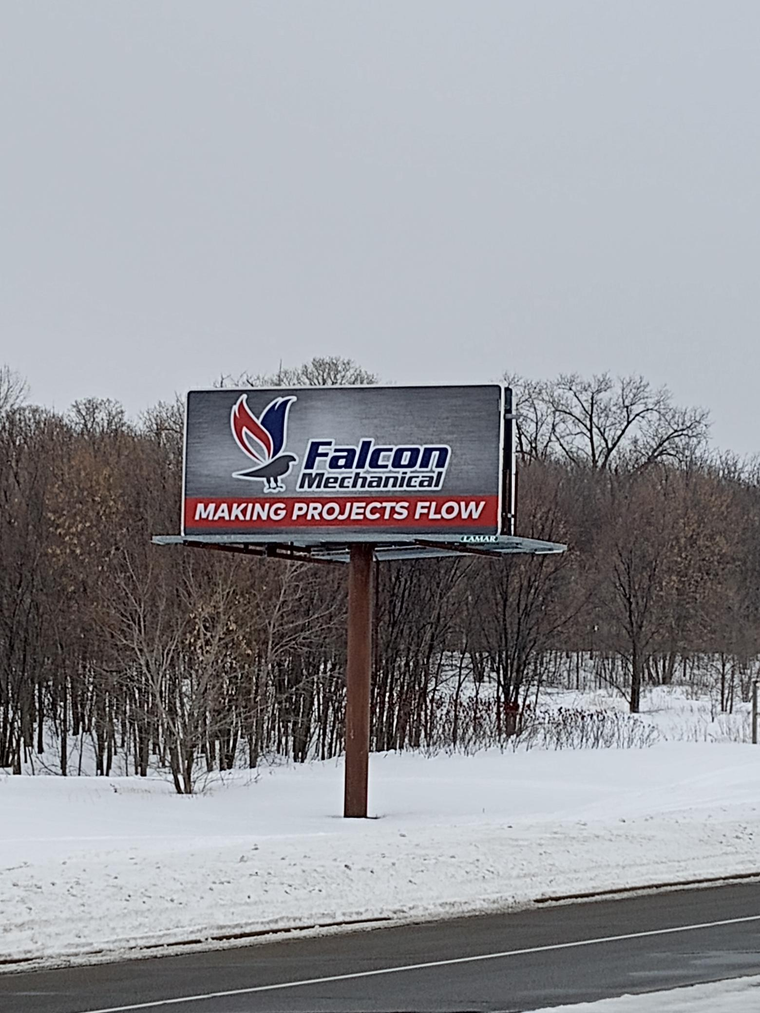 Falcon
Mechanical
MAKING PROJECTS FLOW
LAMAR